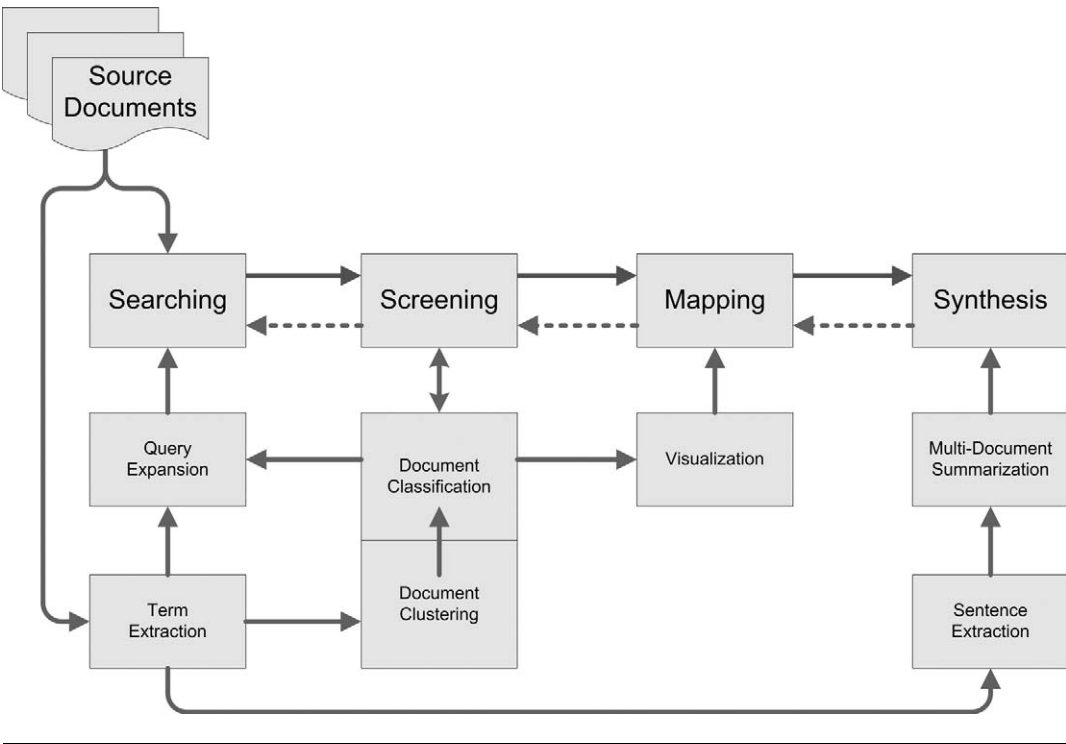 Source
Documents
Searching
Screening
Mapping
Synthesis
Query
Expansion
Document
Classification
Visualization
Multi-Document
Summarization
Term
Extraction
Document
Clustering
Sentence
Extraction